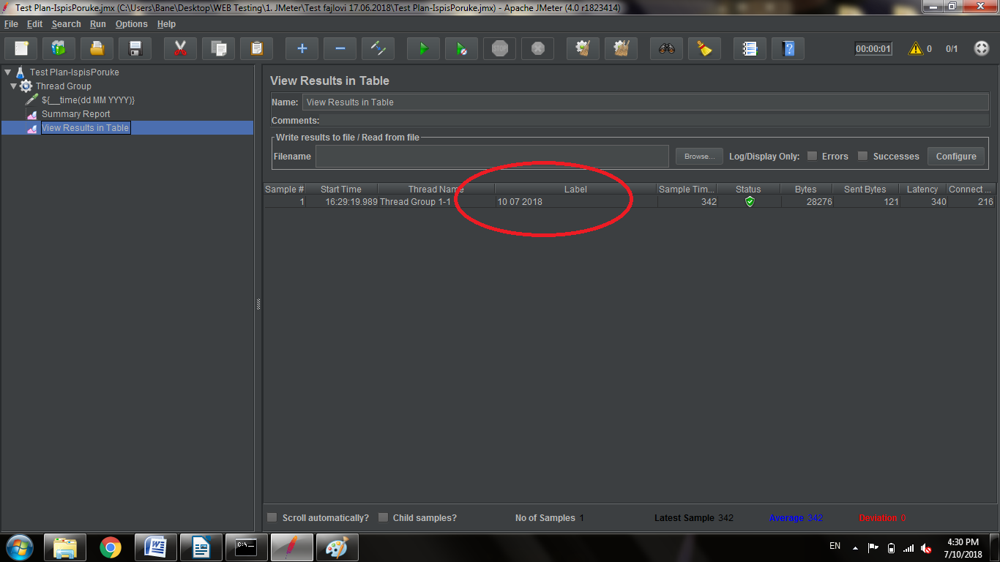 Test Plan-IspisPoruke.jmx (C:\Users\Bane\Desktop\WEB Testing\1. JMeter\Test fajlovi 17.06.2018\Test Plan-IspisPoruke.jmx) - Apache JMeter (4.0 r1823414)
File Edit Search Run Options Help
STOP 00:00:01 0 0/1
Test Plan-IspisPoruke
Thread Group
${__time(dd MM YYYY)}
Summary Report
View Results in Table
View Results in Table
Name: View Results in Table
Comments:
Write results to file / Read from file
Filename Browse... Log/Display Only: Errors Successes Configure
Sample # Start Time Thread Name Label Sample Tim... Status Bytes Sent Bytes Latency Connect ...
1 16:29:19.989 Thread Group 1-1 10 07 2018 342 28276 121 340 216
Scroll automatically? Child samples? No of Samples 1 Latest Sample 342 Average 342 Deviation 0
C:\_ EN 4:30 PM
7/10/2018